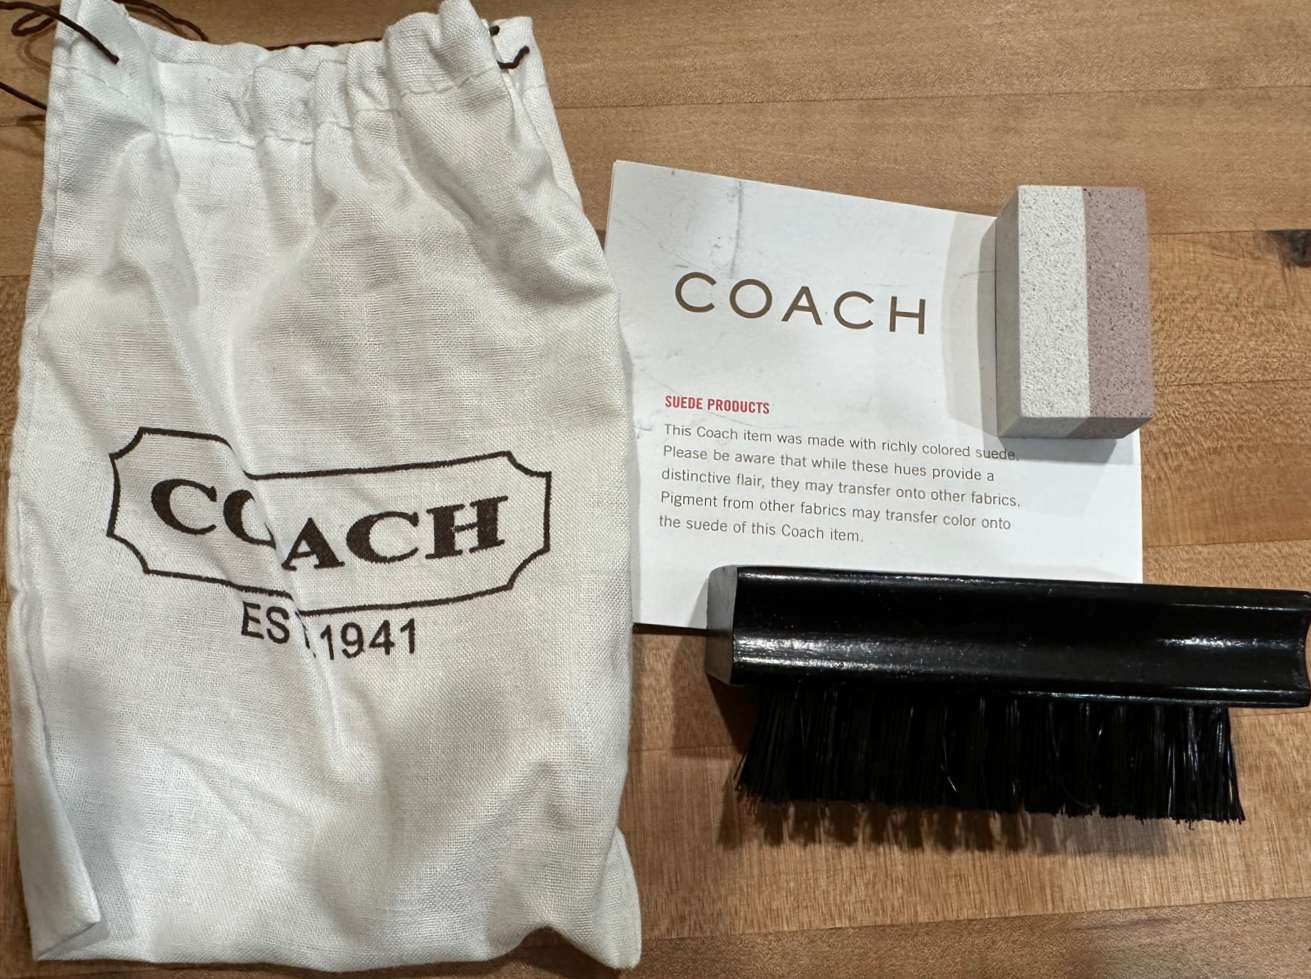 COACH
EST. 1941
COACH
SUEDE PRODUCTS
This Coach item was made with richly colored suede.
Please be aware that while these hues provide a
distinctive flair, they may transfer onto other fabrics.
Pigment from other fabrics may transfer color onto
the suede of this Coach item.